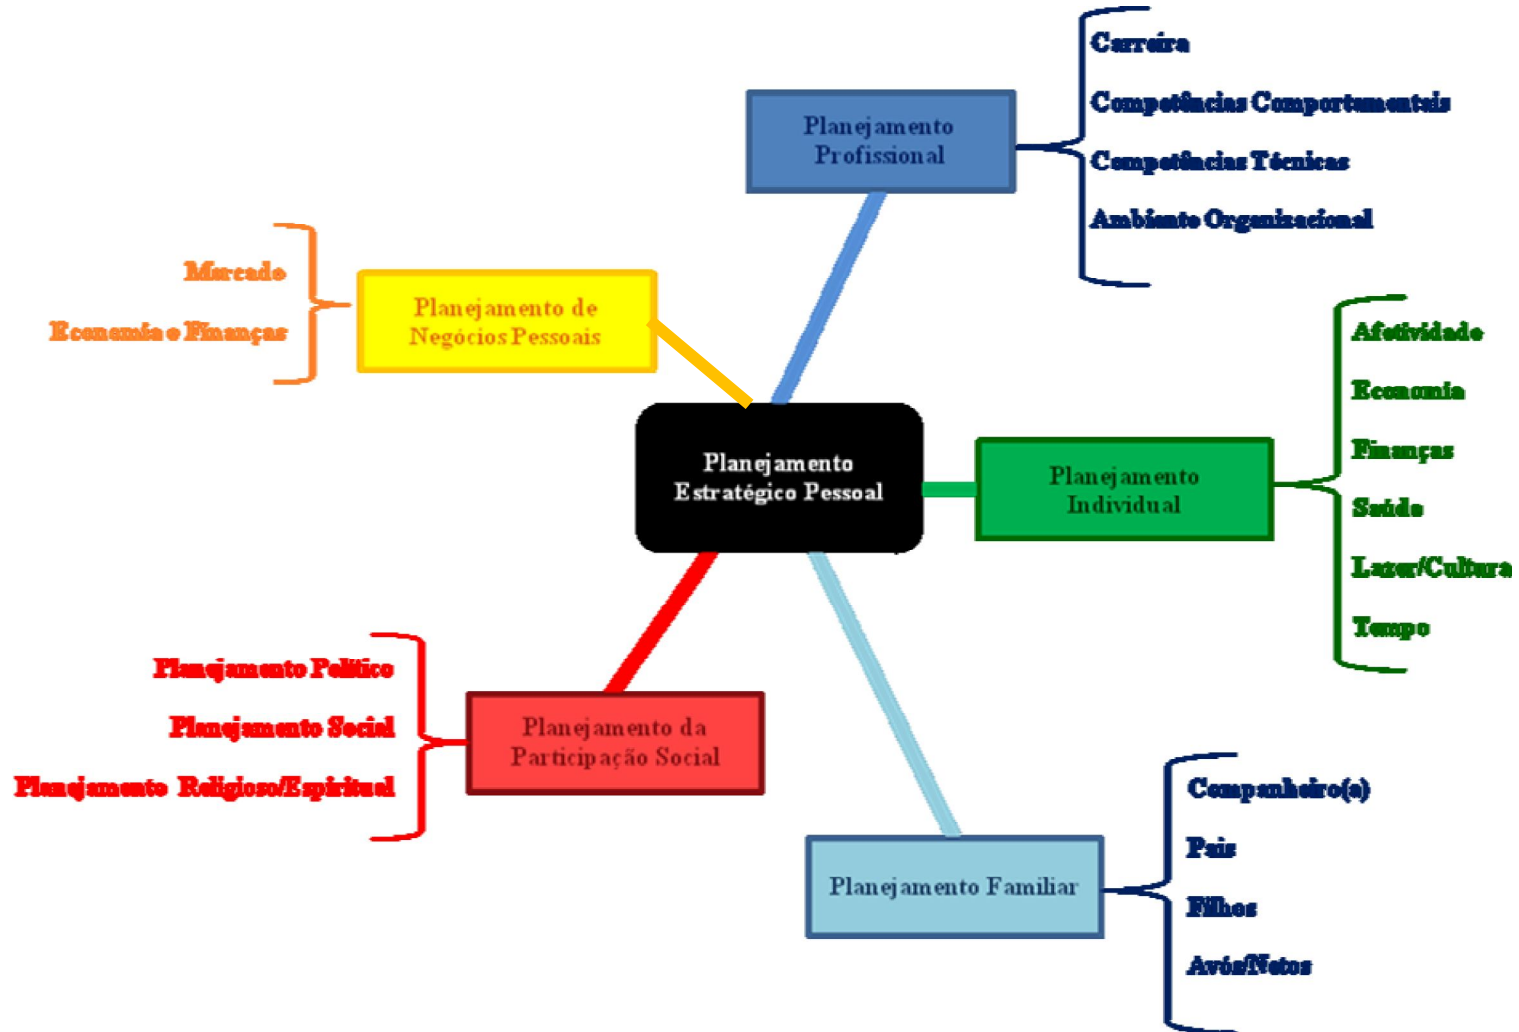 Carreira
Competências Comportamentais
Competências Técnicas
Ambiente Organizacional
Planejamento
Profissional
Mercado
Economia e Finanças
Planejamento de
Negócios Pessoais
Afetividade
Economia
Finanças
Saúde
Lazer/Cultura
Tempo
Planejamento
Individual
Planejamento
Estratégico Pessoal
Planejamento Político
Planejamento Social
Planejamento Religioso/Espiritual
Planejamento da
Participação Social
Planejamento Familiar
Companheiro(a)
Pais
Filhos
Avós/Netos